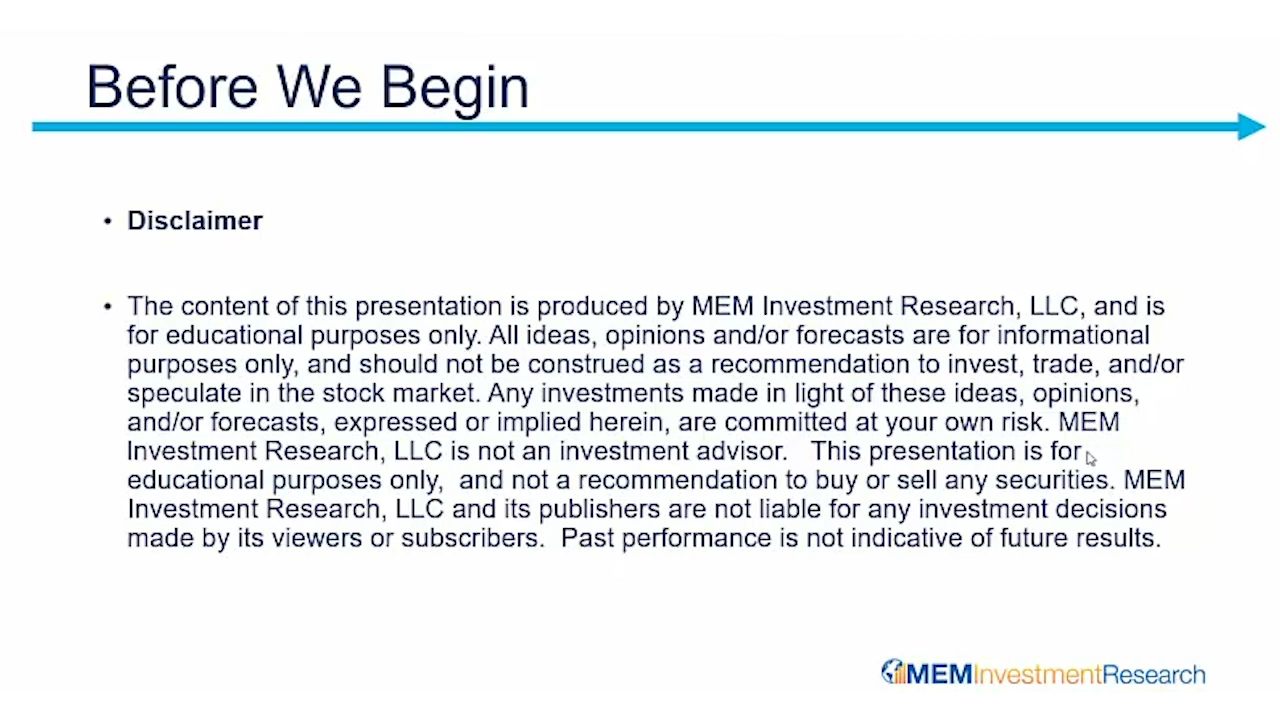 Before We Begin
• Disclaimer
• The content of this presentation is produced by MEM Investment Research, LLC, and is
for educational purposes only. All ideas, opinions and/or forecasts are for informational
purposes only, and should not be construed as a recommendation to invest, trade, and/or
speculate in the stock market. Any investments made in light of these ideas, opinions,
and/or forecasts, expressed or implied herein, are committed at your own risk. MEM
Investment Research, LLC is not an investment advisor.   This presentation is for
educational purposes only,  and not a recommendation to buy or sell any securities. MEM
Investment Research, LLC and its publishers are not liable for any investment decisions
made by its viewers or subscribers.  Past performance is not indicative of future results.
MEMInvestmentResearch